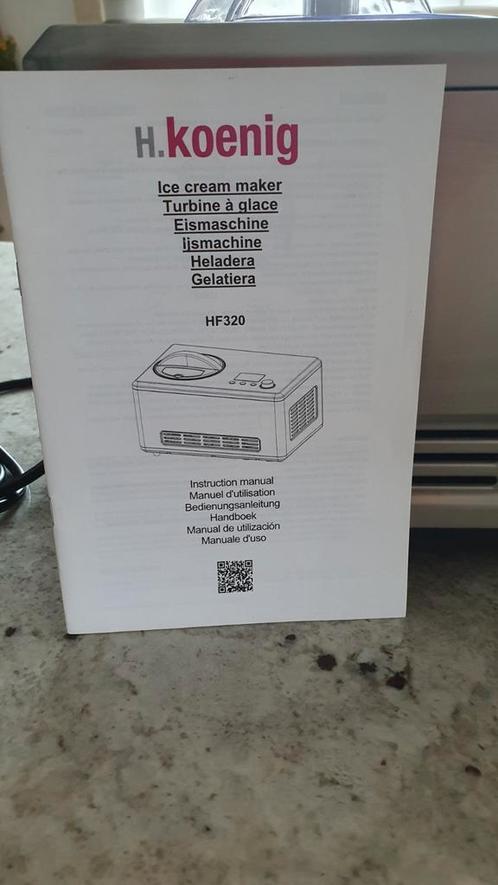 H.koenig
Ice cream maker
Turbine à glace
Eismaschine
Ijsmachine
Heladera
Gelatiera
HF320
Instruction manual
Manuel d'utilisation
Bedienungsanleitung
Handboek
Manual de utilización
Manuale d'uso